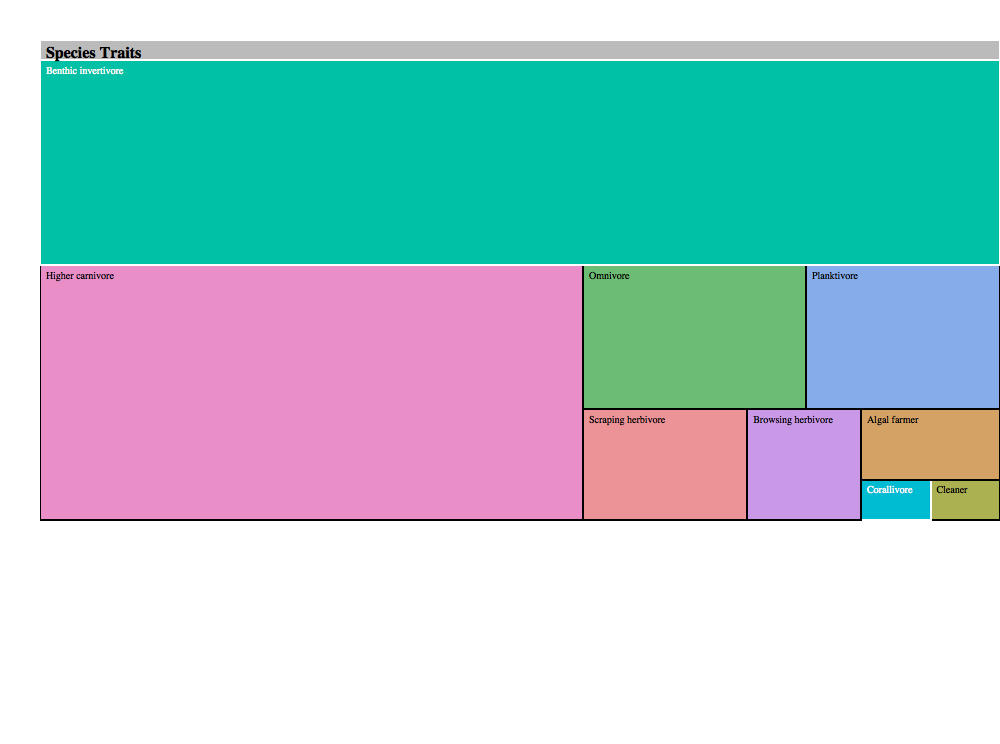 Species Traits
Benthic invertivore
Higher carnivore
Omnivore
Planktivore
Scraping herbivore
Browsing herbivore
Algal farmer
Corallivore
Cleaner